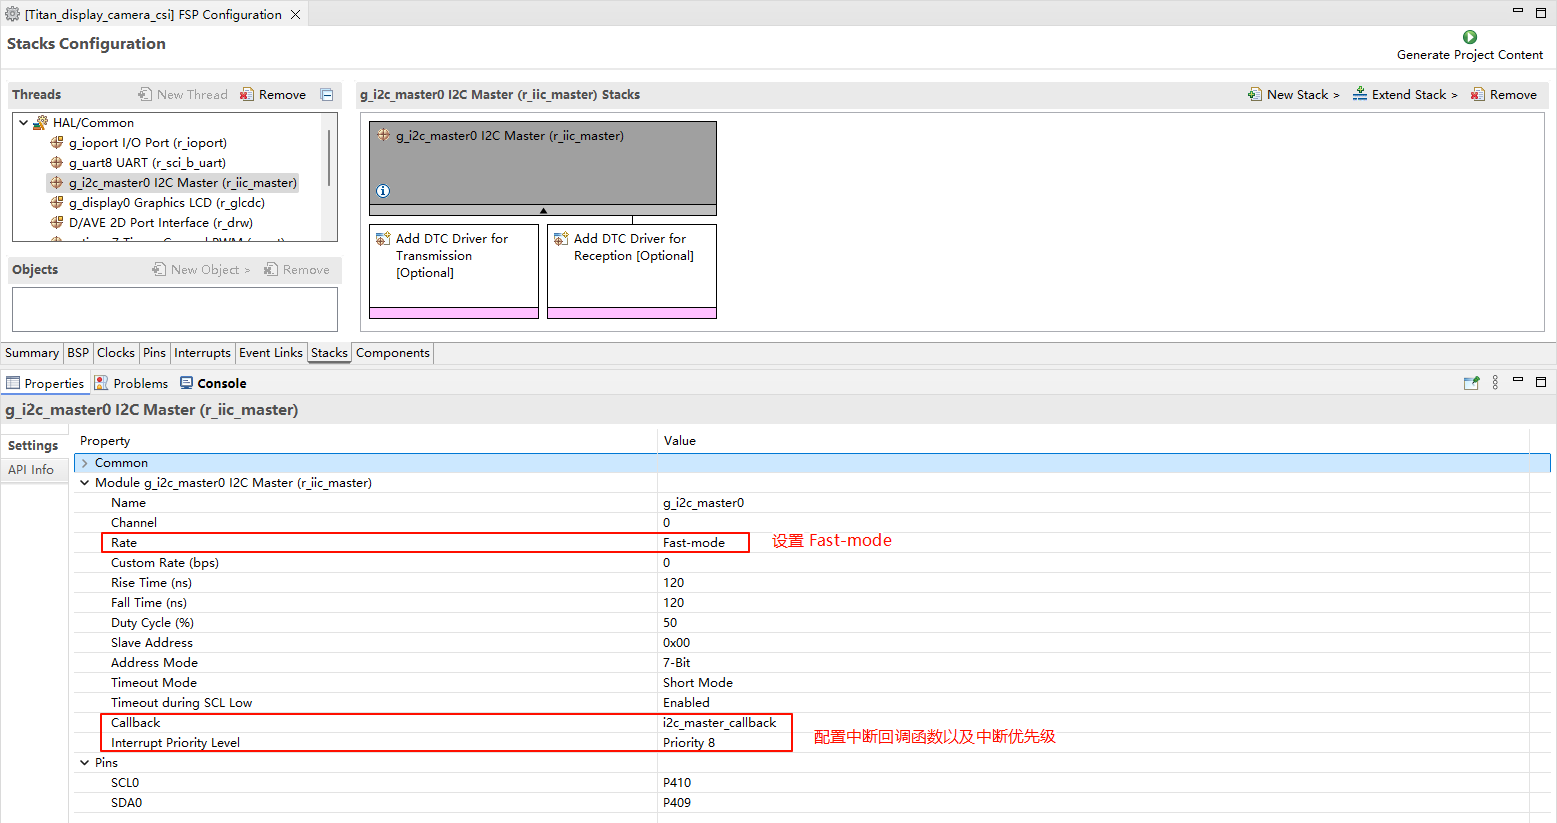 [Titan_display_camera_csi] FSP Configuration
Stacks Configuration
Generate Project Content
Threads
New Thread
Remove
HAL/Common
g_ioport I/O Port (r_ioport)
g_uart8 UART (r_sci_b_uart)
g_i2c_master0 I2C Master (r_iic_master)
g_display0 Graphics LCD (r_glcdc)
D/AVE 2D Port Interface (r_drw)
Objects
New Object >
Remove
g_i2c_master0 I2C Master (r_iic_master) Stacks
New Stack >
Extend Stack >
Remove
g_i2c_master0 I2C Master (r_iic_master)
Add DTC Driver for
Transmission
[Optional]
Add DTC Driver for
Reception [Optional]
Summary BSP Clocks Pins Interrupts Event Links Stacks Components
Properties Problems Console
g_i2c_master0 I2C Master (r_iic_master)
Settings
API Info
Property Value
Common
Module g_i2c_master0 I2C Master (r_iic_master)
Name g_i2c_master0
Channel 0
Rate Fast-mode 设置 Fast-mode
Custom Rate (bps) 0
Rise Time (ns) 120
Fall Time (ns) 120
Duty Cycle (%) 50
Slave Address 0x00
Address Mode 7-Bit
Timeout Mode Short Mode
Timeout during SCL Low Enabled
Callback i2c_master_callback
Interrupt Priority Level Priority 8
配置中断回调函数以及中断优先级
Pins
SCL0 P410
SDA0 P409